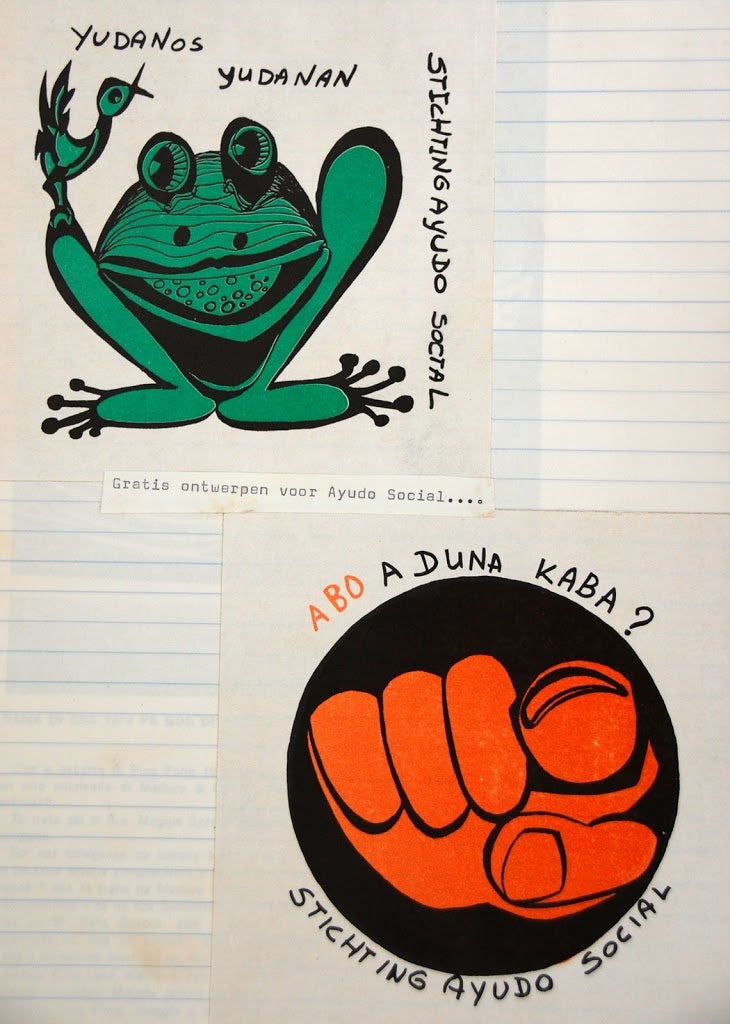 YUDANOS
YUDANAN
STICHTING AYUDO SOCIAL
Gratis ontwerpen voor Ayudo Social....
ABO A DUNA KABA?
STICHTING AYUDO SOCIAL